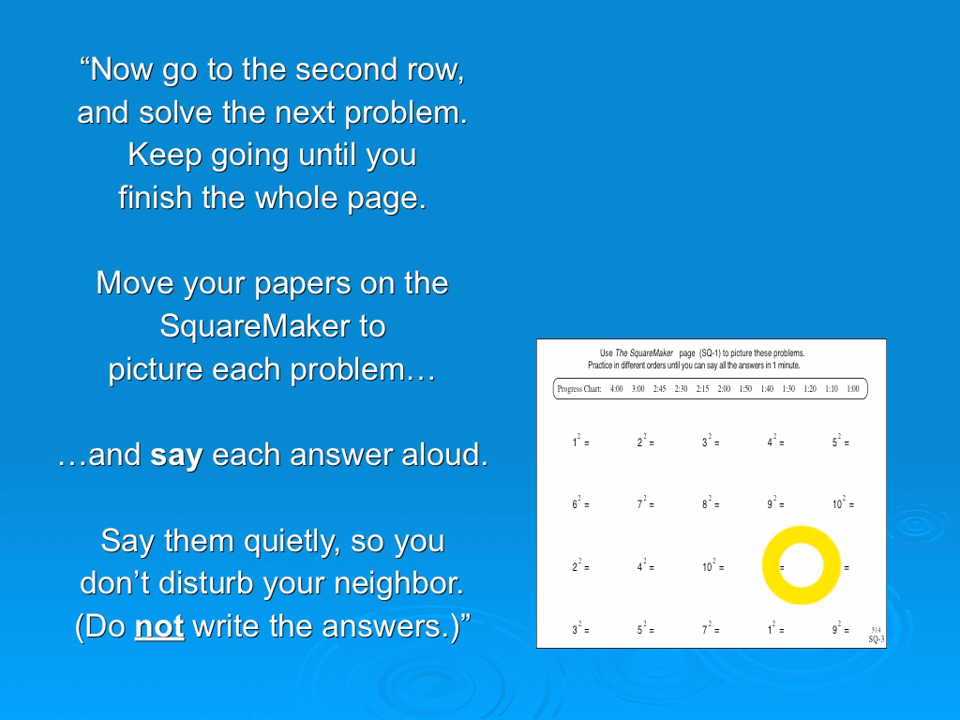 “Now go to the second row,
and solve the next problem.
Keep going until you
finish the whole page.
Move your papers on the
SquareMaker to
picture each problem…
…and say each answer aloud.
Say them quietly, so you
don’t disturb your neighbor.
(Do not write the answers.)”
Use The SquareMaker page (SQ-1) to picture these problems.
Practice in different orders until you can say all the answers in 1 minute.
Progress Chart: 4:00 3:00 2:45 2:30 2:15 2:00 1:50 1:40 1:30 1:20 1:10 1:00
1² = 2² = 3² = 4² = 5² =
6² = 7² = 8² = 9² = 10² =
2² = 4² = 10² = = =
3² = 5² = 7² = 1² = 9² =
514
SQ-3